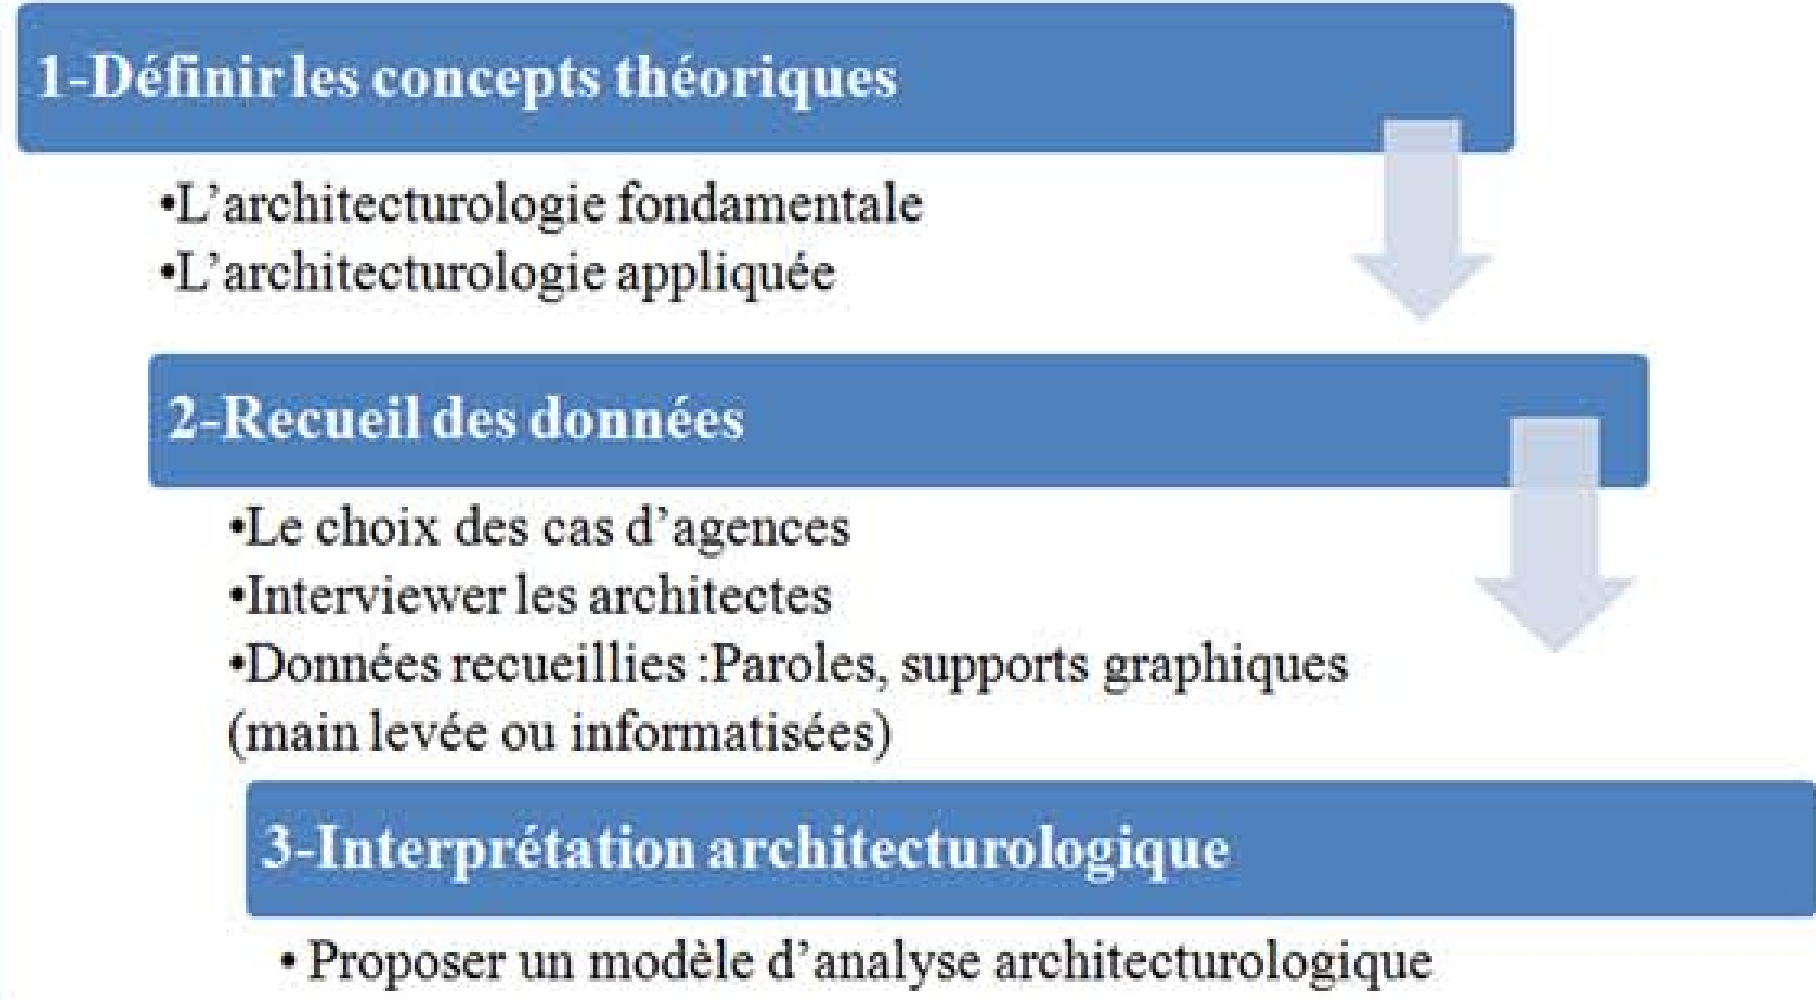 1-Définir les concepts théoriques
•L’architecturologie fondamentale
•L’architecturologie appliquée
2-Recueil des données
•Le choix des cas d’agences
•Interviewer les architectes
•Données recueillies :Paroles, supports graphiques
(main levée ou informatisées)
3-Interprétation architecturologique
• Proposer un modèle d’analyse architecturologique